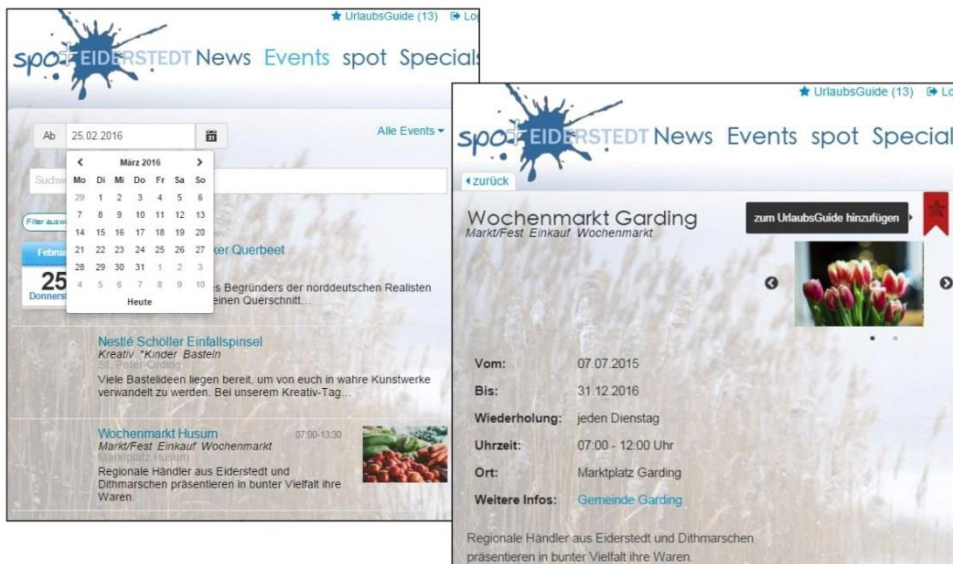 UrlaubsGuide (13)
spot EIDERSTEDT News Events spot Specials
Ab 25.02.2016
Alle Events
März 2016
Mo Di Mi Do Fr Sa So
29 1 2 3 4 5 6
7 8 9 10 11 12 13
14 15 16 17 18 19 20
21 22 23 24 25 26 27
28 29 30 31 1 2 3
4 5 6 7 8 9 10
Heute
25
Querbeet
Begründers der norddeutschen Realisten
einen Querschnitt...
Nestlé Schöller Einfallspinsel
Kreativ *Kinder Basteln
St. Peter-Ording
Viele Bastelideen liegen bereit, um von euch in wahre Kunstwerke
verwandelt zu werden. Bei unserem Kreativ-Tag...
Wochenmarkt Husum 07:00-13:30
Markt/Fest Einkauf Wochenmarkt
Marktplatz Husum
Regionale Händler aus Eiderstedt und
Dithmarschen präsentieren in bunter Vielfalt ihre
Waren.
UrlaubsGuide (13)
spot EIDERSTEDT News Events spot Special
zurück
Wochenmarkt Garding
Markt/Fest Einkauf Wochenmarkt
zum UrlaubsGuide hinzufügen
Vom: 07.07.2015
Bis: 31.12.2016
Wiederholung: jeden Dienstag
Uhrzeit: 07:00 - 12:00 Uhr
Ort: Marktplatz Garding
Weitere Infos: Gemeinde Garding
Regionale Händler aus Eiderstedt und Dithmarschen
präsentieren in bunter Vielfalt ihre Waren.